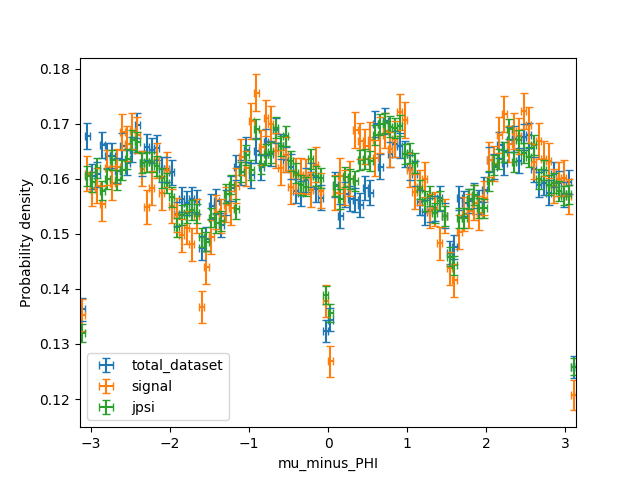 0.18
0.17
0.16
0.15
0.14
0.13
0.12
Probability density
total_dataset
signal
jpsi
−3 −2 −1 0 1 2 3
mu_minus_PHI